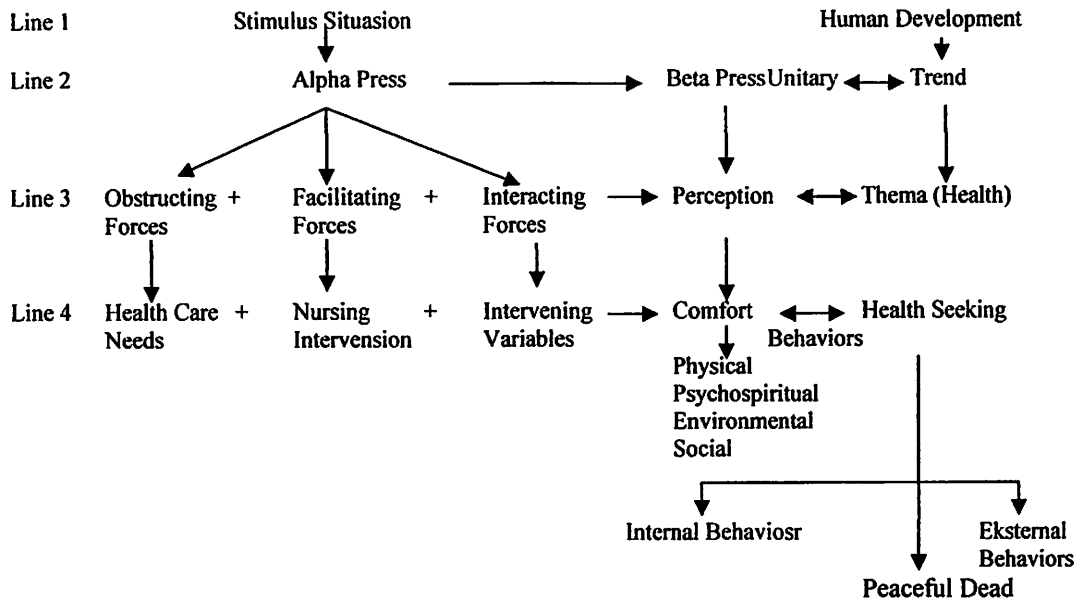 Line 1 Stimulus Situasion Human Development
Line 2 Alpha Press Beta Press Unitary Trend
Line 3 Obstructing + Facilitating + Interacting Perception Thema (Health)
Forces Forces Forces
Line 4 Health Care + Nursing + Intervening Comfort Health Seeking
Needs Intervension Variables Behaviors
Physical
Psychospiritual
Environmental
Social
Internal Behaviosr Eksternal
Behaviors
Peaceful Dead